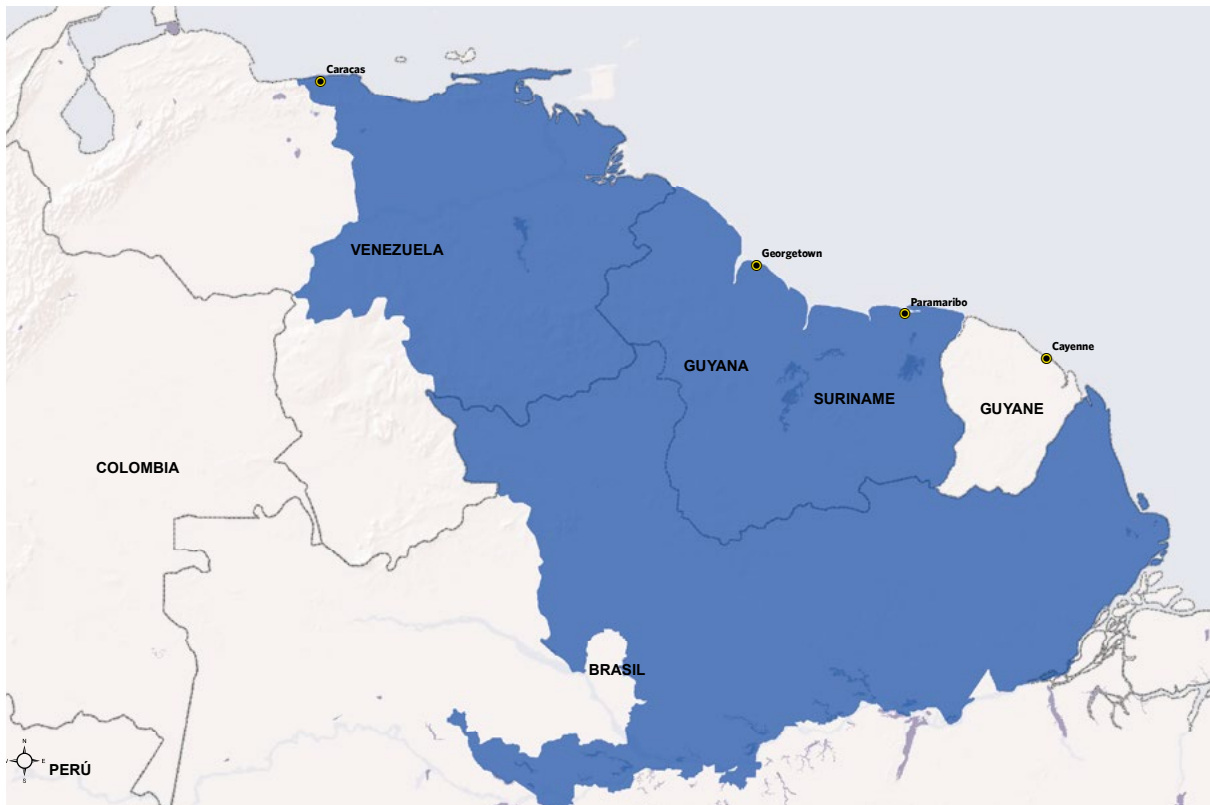 Caracas
VENEZUELA
Georgetown
Paramaribo
GUYANA
Cayenne
SURINAME
GUYANE
COLOMBIA
BRASIL
N
E
S
PERÚ